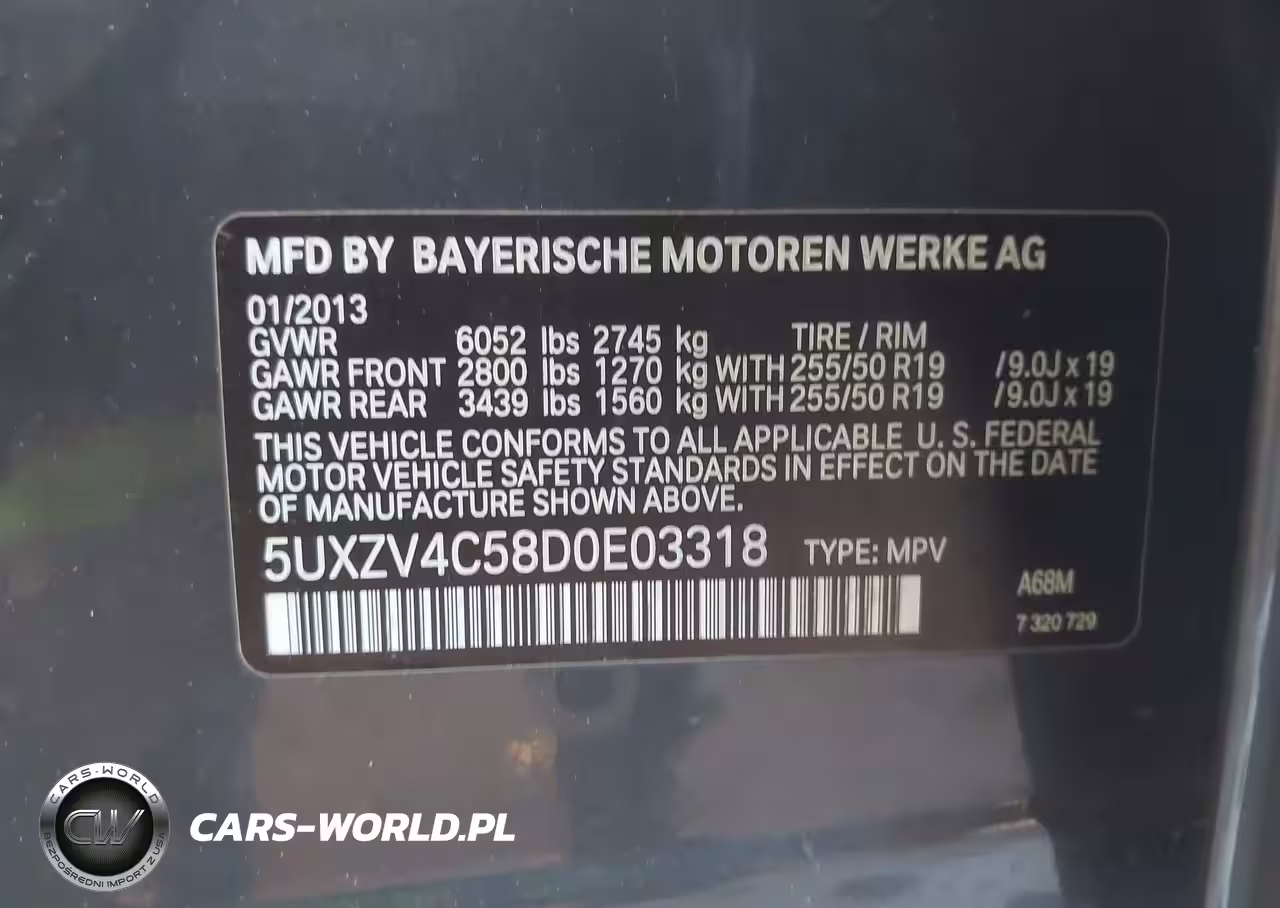 MFD BY BAYERISCHE MOTOREN WERKE AG
01/2013
GVWR 6052 lbs 2745 kg TIRE / RIM
GAWR FRONT 2800 lbs 1270 kg WITH 255/50 R19 /9.0J x 19
GAWR REAR 3439 lbs 1560 kg WITH 255/50 R19 /9.0J x 19
THIS VEHICLE CONFORMS TO ALL APPLICABLE U. S. FEDERAL
MOTOR VEHICLE SAFETY STANDARDS IN EFFECT ON THE DATE
OF MANUFACTURE SHOWN ABOVE.
5UXZV4C58D0E03318 TYPE: MPV
A68M
7 320 729
CARS-WORLD
CW
BEZPOŚREDNI IMPORT Z USA
CARS-WORLD.PL